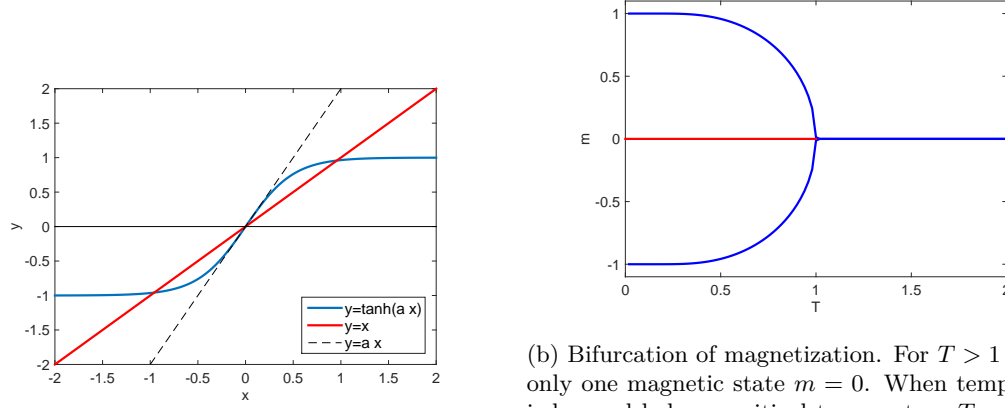 2
1.5
1
0.5
0
-0.5
-1
-1.5
-2
y
-2 -1.5 -1 -0.5 0 0.5 1 1.5 2
x
y=tanh(a x)
y=x
y=a x
1
0.5
0
-0.5
-1
m
0 0.5 1 1.5 2
T
(b) Bifurcation of magnetization. For T > 1
only one magnetic state m = 0. When temp